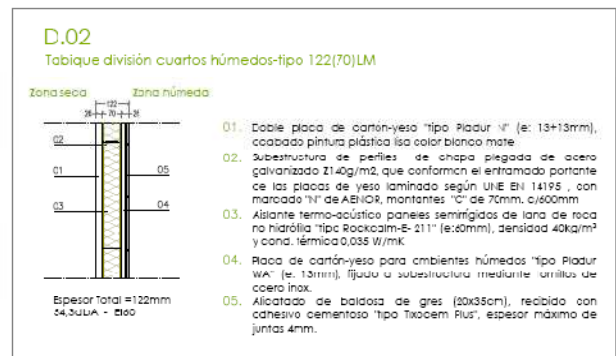 D.02
Tabique división cuartos húmedos-tipo 122(70)LM
Zona seca
Zona húmeda
122
26 70 26
02
01
03
05
04
Espesor Total =122mm
54,3dBA - EI60
01. Doble placa de cartón-yeso "tipo Pladur N" (e: 13+13mm),
acabado pintura plástica lisa color blanco mate
02. Subestructura de perfiles de chapa plegada de acero
galvanizado Z140g/m2, que conforman el entramado portante
de las placas de yeso laminado según UNE EN 14195 , con
marcado "N" de AENOR, montantes "C" de 70mm. c/600mm
03. Aislante termo-acústico paneles semirígidos de lana de roca
no hidrófila "tipo Rockcalm-E- 211" (e:60mm), densidad 40kg/m³
y cond. térmica 0,035 W/mK
04. Placa de cartón-yeso para ambientes húmedos "tipo Pladur
WA" (e: 13mm), fijado a subestructura mediante tornillos de
acero inox.
05. Alicatado de baldosa de gres (20x35cm), recibido con
adhesivo cementoso "tipo Tixocem Plus", espesor máximo de
juntas 4mm.